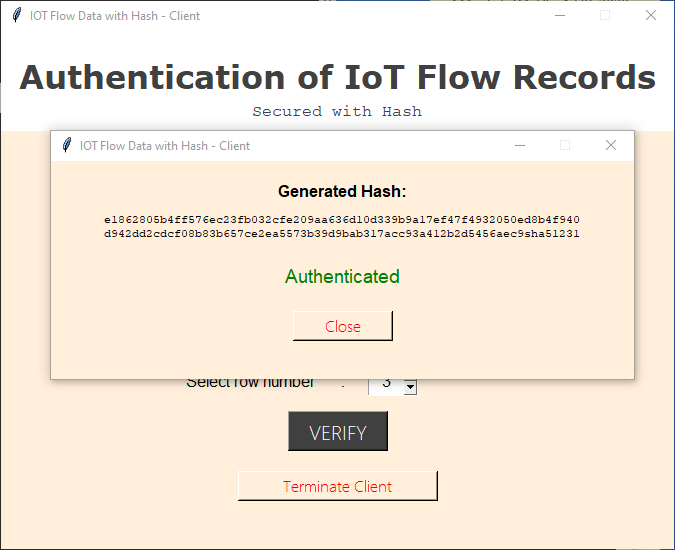 IOT Flow Data with Hash - Client
Authentication of IoT Flow Records
Secured with Hash
IOT Flow Data with Hash - Client
Generated Hash:
e1862805b4ff576ec23fb032cfe209aa636d10d339b9a17ef47f4932050ed8b4f940
d942dd2cdcf08b83b657ce2ea5573b39d9bab317acc93a412b2d5456aec9sha51231
Authenticated
Close
Select row number : 3
VERIFY
Terminate Client